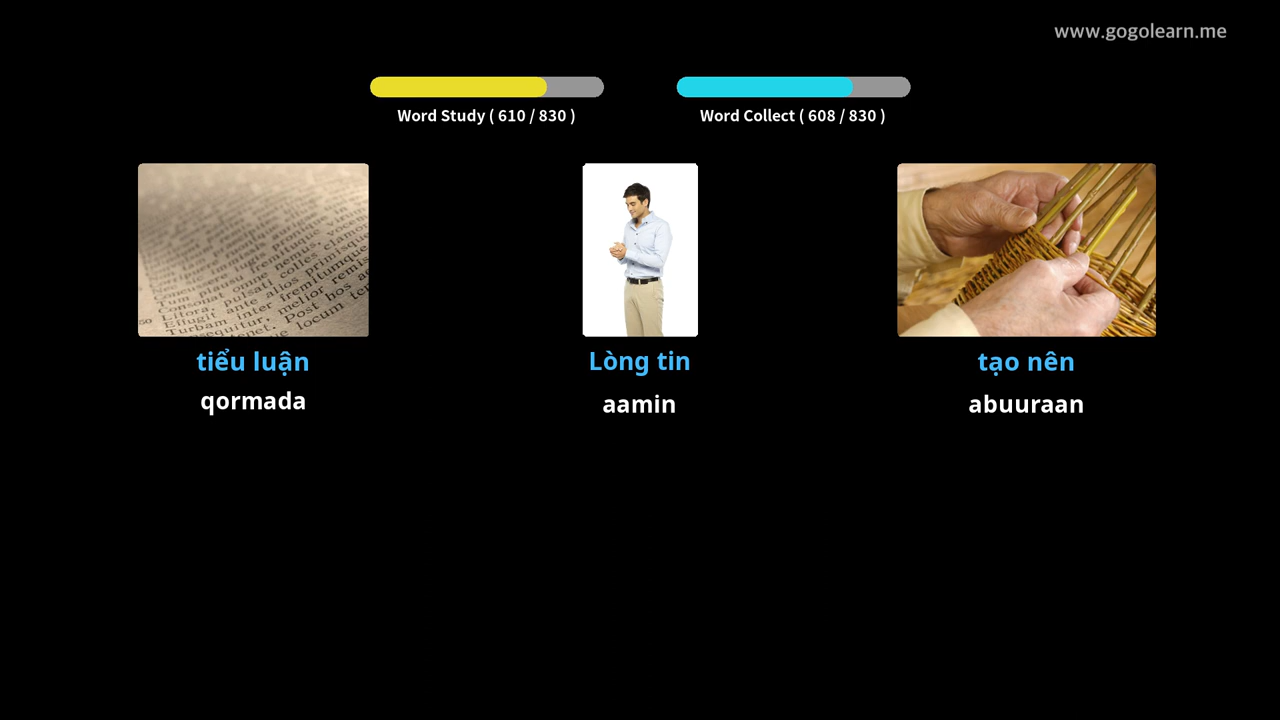 www.gogolearn.me
Word Study ( 610 / 830 )
Word Collect ( 608 / 830 )
tiểu luận
Lòng tin
tạo nên
qormada
aamin
abuuraan